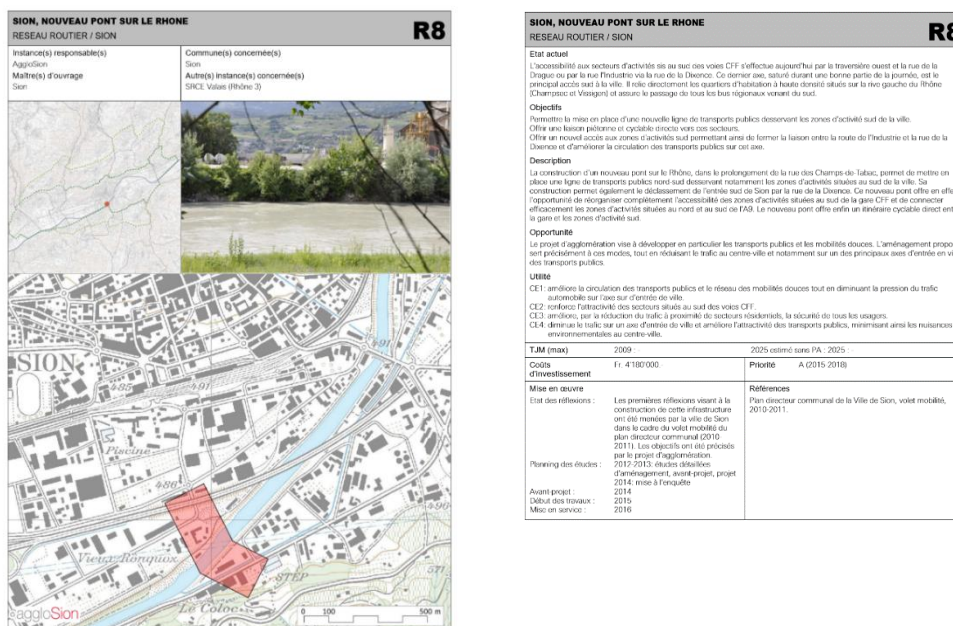 SION, NOUVEAU PONT SUR LE RHONE
RESEAU ROUTIER / SION
R8
Instance(s) responsable(s)
AggloSion
Maître(s) d'ouvrage
Sion
Commune(s) concernée(s)
Sion
Autre(s) instance(s) concernée(s)
SRCE Valais (Rhône 3)
SION
485
491
491
Piscine
486
496
Vieux Ronquoz
STEP
571
Le Coloc
aggloSion
0 100 500 m
SION, NOUVEAU PONT SUR LE RHONE
RESEAU ROUTIER / SION
R8
Etat actuel
L'accessibilité aux secteurs d'activités sis au sud des voies CFF s'effectue aujourd'hui par la traversière ouest et la rue de la
Drague ou par la rue l'Industrie via la rue de la Dixence. Ce dernier axe, saturé durant une bonne partie de la journée, est le
principal accès sud à la ville. Il relie directement les quartiers d'habitation à haute densité situés sur la rive gauche du Rhône
(Champsec et Vissigen) et assure le passage de tous les bus régionaux venant du sud.
Objectifs
Permettre la mise en place d'une nouvelle ligne de transports publics desservant les zones d'activité sud de la ville.
Offrir une liaison piétonne et cyclable directe vers ces secteurs.
Offrir un nouvel accès aux zones d'activités sud permettant ainsi de fermer la liaison entre la route de l'Industrie et la rue de la
Dixence et d'améliorer la circulation des transports publics sur cet axe.
Description
La construction d'un nouveau pont sur le Rhône, dans le prolongement de la rue des Champs-de-Tabac, permet de mettre en
place une ligne de transports publics nord-sud desservant notamment les zones d'activités situées au sud de la ville. Sa
construction permet également le déclassement de l'entrée sud de Sion par la rue de la Dixence. Ce nouveau pont offre en effe
l'opportunité de réorganiser complètement l'accessibilité des zones d'activités situées au sud de la gare CFF et de connecter
efficacement les zones d'activités situées au nord et au sud de l'A9. Le nouveau pont offre enfin un itinéraire cyclable direct ent
la gare et les zones d'activité sud.
Opportunité
Le projet d'agglomération vise à développer en particulier les transports publics et les mobilités douces. L'aménagement propo
sert précisément à ces modes, tout en réduisant le trafic au centre-ville et notamment sur un des principaux axes d'entrée en vi
des transports publics.
Utilité
CE1: améliore la circulation des transports publics et le réseau des mobilités douces tout en diminuant la pression du trafic
automobile sur l'axe sur d'entrée de ville.
CE2: renforce l'attractivité des secteurs situés au sud des voies CFF.
CE3: améliore, par la réduction du trafic à proximité de secteurs résidentiels, la sécurité de tous les usagers.
CE4: diminue le trafic sur un axe d'entrée de ville et améliore l'attractivité des transports publics, minimisant ainsi les nuisances
environnementales au centre-ville.
TJM (max) 2009 : - 2025 estimé sans PA : 2025 : -
Coûts d'investissement Fr. 4'180'000. Priorité A (2015-2018)
Mise en œuvre
Etat des réflexions : Les premières réflexions visant à la
construction de cette infrastructure
ont été menées par la ville de Sion
dans le cadre du volet mobilité du
plan directeur communal (2010-
2011). Les objectifs ont été précisés
par le projet d'agglomération.
Planning des études : 2012-2013: études détaillées
d'aménagement, avant-projet, projet
2014: mise à l'enquête
Avant-projet : 2014
Début des travaux : 2015
Mise en service : 2016
Références
Plan directeur communal de la Ville de Sion, volet mobilité,
2010-2011.